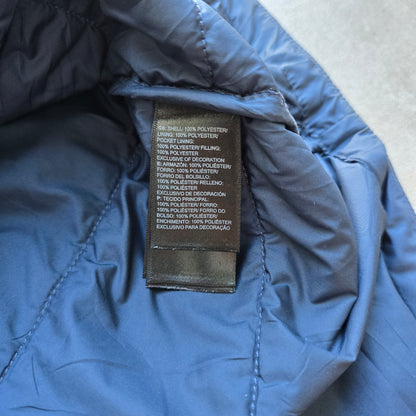 GB: SHELL: 100% POLYESTER/
LINING: 100% POLYESTER/
POCKET LINING:
100% POLYESTER/FILLING:
100% POLYESTER
EXCLUSIVE OF DECORATION
E: ARMAZÓN: 100% POLIÉSTER/
FORRO: 100% POLIÉSTER/
FORRO DEL BOLSILLO:
100% POLIÉSTER/ RELLENO:
100% POLIÉSTER
EXCLUSIVO DE DECORACIÓN
P: TECIDO PRINCIPAL:
100% POLIÉSTER/ FORRO:
100% POLIÉSTER/ FORRO DO
BOLSO: 100% POLIÉSTER/
ENCHIMENTO: 100% POLIÉSTER
EXCLUSIVO PARA DECORAÇÃO